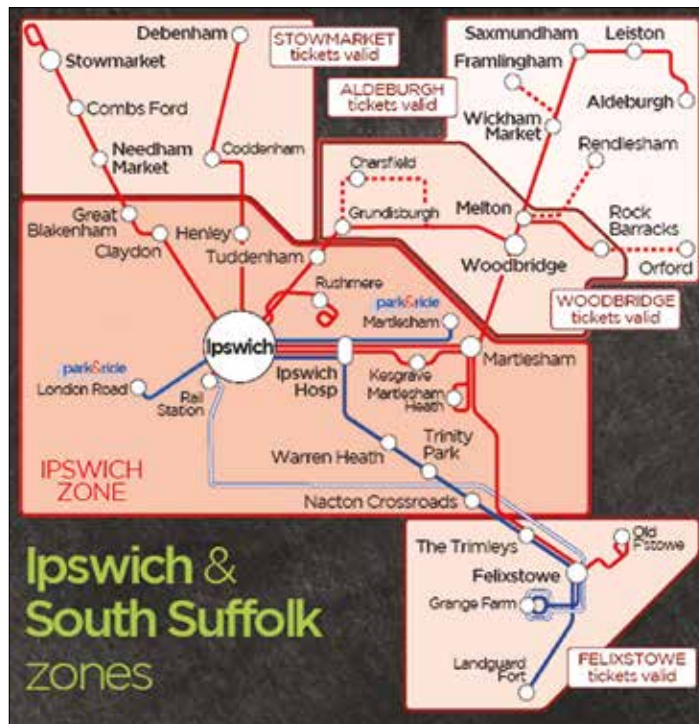 Debenham
STOWMARKET
tickets valid
Stowmarket
Saxmundham
Leiston
Framlingham
ALDEBURGH
tickets valid
Combs Ford
Wickham
Market
Aldeburgh
Needham
Market
Coddenham
Rendlesham
Charsfield
Great
Blakenham
Henley
Grundisburgh
Melton
Rock
Barracks
Claydon
Tuddenham
Woodbridge
Orford
Rushmere
park&ride
Martlesham
WOODBRIDGE
tickets valid
Ipswich
park&ride
London Road
Rail
Station
Ipswich
Hosp
Kesgrave
Martlesham
Martlesham
Heath
Trinity
Park
Warren Heath
IPSWICH
ZONE
Nacton Crossroads
The Trimleys
Old
F'stowe
Felixstowe
Grange Farm
Landguard
Fort
FELIXSTOWE
tickets valid
Ipswich &
South Suffolk
zones